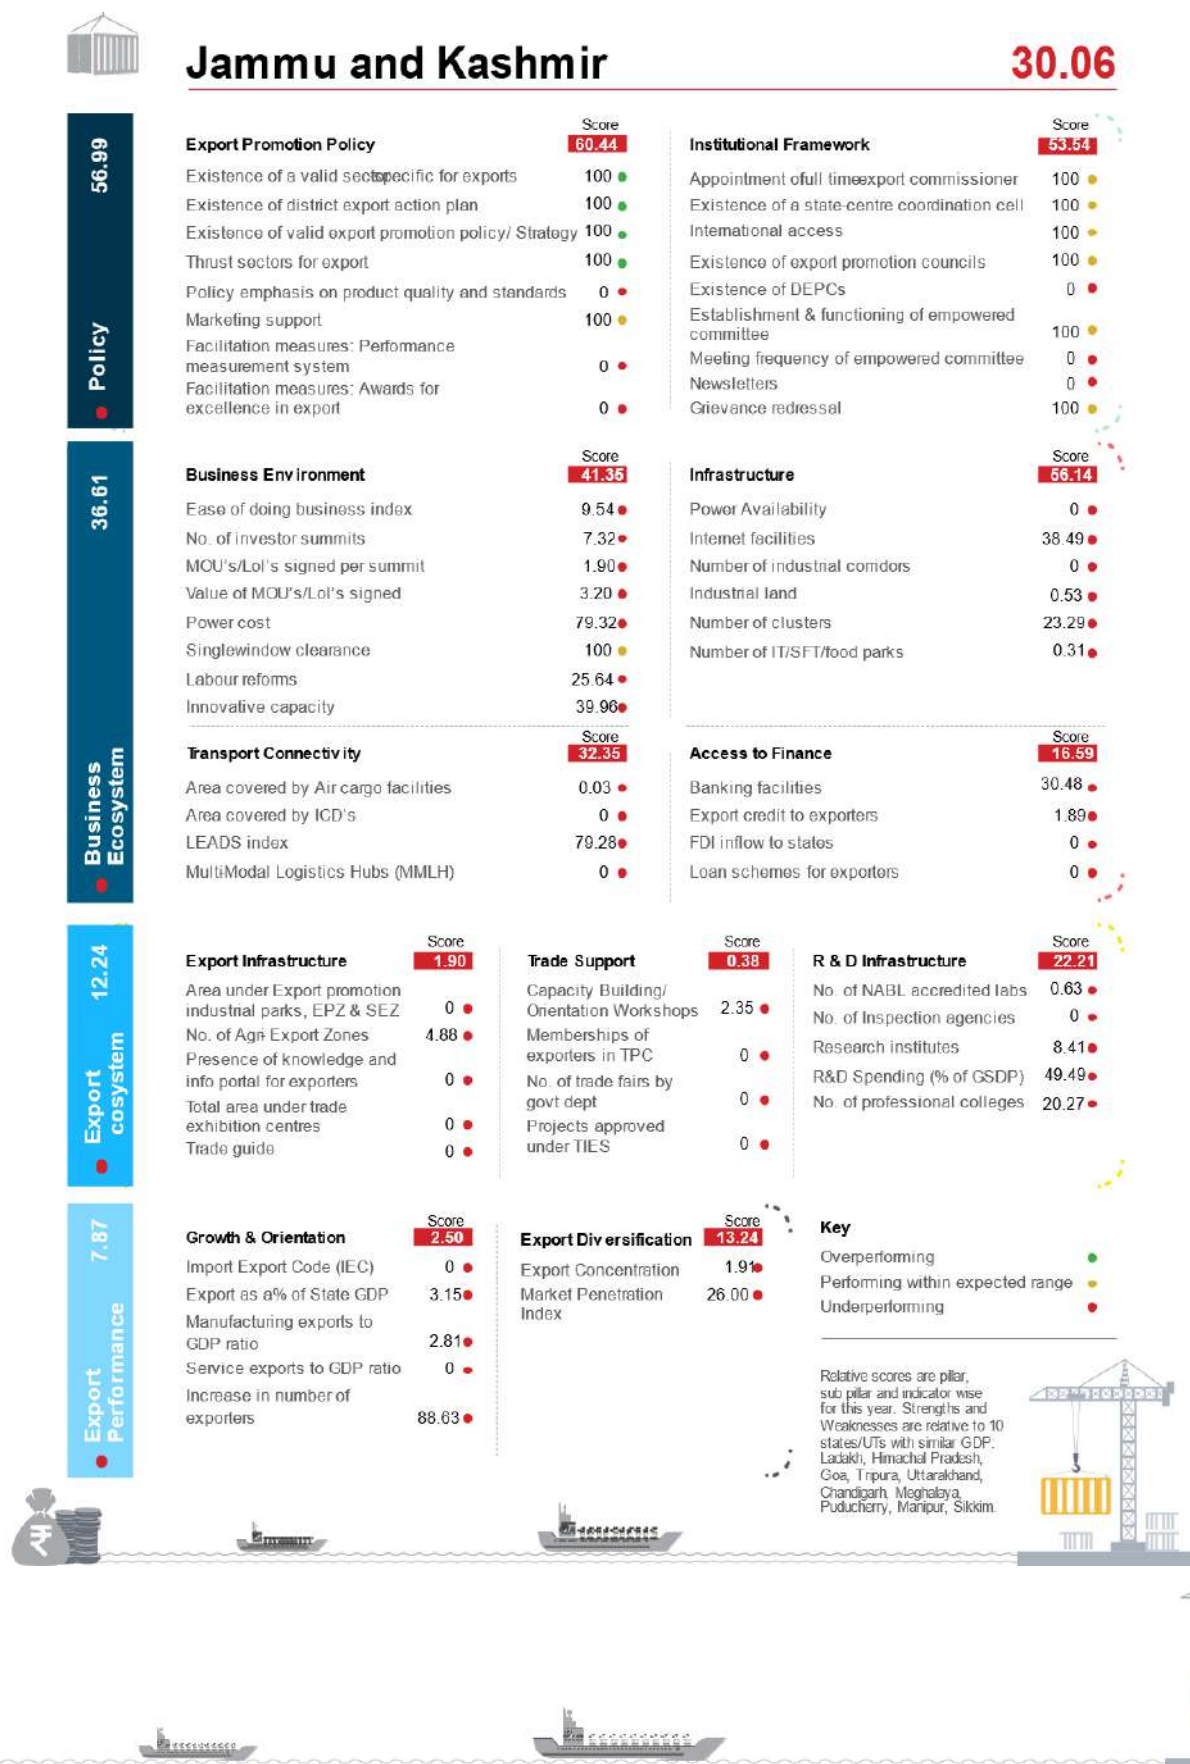 Jammu and Kashmir
30.06
56.99
Policy
Score
Export Promotion Policy 60.44
Existence of a valid sectospecific for exports 100
Existence of district export action plan 100
Existence of valid export promotion policy/ Strategy 100
Thrust sectors for export 100
Policy emphasis on product quality and standards 0
Marketing support 100
Facilitation measures: Performance
measurement system 0
Facilitation measures: Awards for
excellence in export 0
Score
Institutional Framework 53.54
Appointment offull timeexport commissioner 100
Existence of a state-centre coordination cell 100
International access 100
Existence of export promotion councils 100
Existence of DEPCs 0
Establishment & functioning of empowered
committee 100
Meeting frequency of empowered committee 0
Newsletters 0
Grievance redressal 100
36.61
Business
Ecosystem
Score
Business Environment 41.35
Ease of doing business index 9.54
No. of investor summits 7.32
MOU's/LoI's signed per summit 1.90
Value of MOU's/LoI's signed 3.20
Power cost 79.32
Singlewindow clearance 100
Labour reforms 25.64
Innovative capacity 39.96
Score
Infrastructure 56.14
Power Availability 0
Internet facilities 38.49
Number of industrial corridors 0
Industrial land 0.53
Number of clusters 23.29
Number of IT/SFT/food parks 0.31
Score
Transport Connectivity 32.35
Area covered by Air cargo facilities 0.03
Area covered by ICD's 0
LEADS index 79.28
MultiModal Logistics Hubs (MMLH) 0
Score
Access to Finance 16.59
Banking facilities 30.48
Export credit to exporters 1.89
FDI inflow to states 0
Loan schemes for exporters 0
12.24
Export
cosystem
Score
Export Infrastructure 1.90
Area under Export promotion
industrial parks, EPZ & SEZ 0
No. of Agri Export Zones 4.88
Presence of knowledge and
info portal for exporters 0
Total area under trade
exhibition centres 0
Trade guide 0
Score
Trade Support 0.38
Capacity Building/
Orientation Workshops 2.35
Memberships of
exporters in TPC 0
No. of trade fairs by
govt dept 0
Projects approved
under TIES 0
Score
R & D Infrastructure 22.21
No. of NABL accredited labs 0.63
No. of Inspection agencies 0
Research institutes 8.41
R&D Spending (% of GSDP) 49.49
No. of professional colleges 20.27
7.87
Export
Performance
Score
Growth & Orientation 2.50
Import Export Code (IEC) 0
Export as a% of State GDP 3.15
Manufacturing exports to
GDP ratio 2.81
Service exports to GDP ratio 0
Increase in number of
exporters 88.63
Score
Export Diversification 13.24
Export Concentration 1.91
Market Penetration 26.00
Index
Key
Overperforming
Performing within expected range
Underperforming
Relative scores are pillar,
sub pillar and indicator wise
for this year. Strengths and
Weaknesses are relative to 10
states/UTs with similar GDP.
Ladakh, Himachal Pradesh,
Goa, Tripura, Uttarakhand,
Chandigarh, Meghalaya,
Puducherry, Manipur, Sikkim.
₹